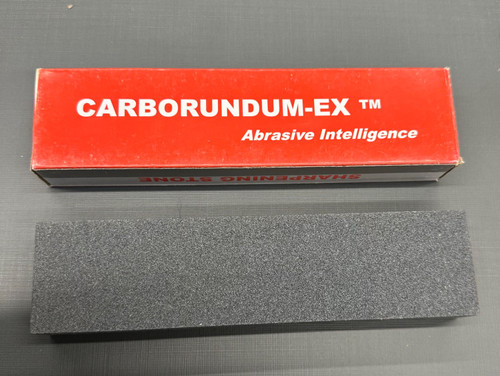 CARBORUNDUM-EX ™
Abrasive Intelligence
SHARPENING STONE